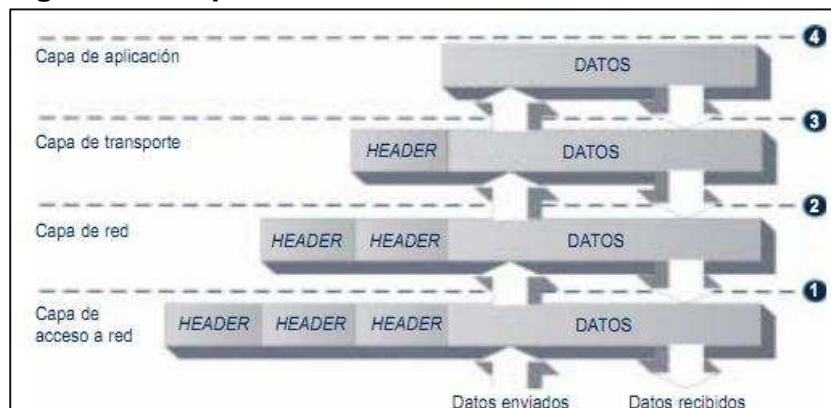 4
Capa de aplicación
DATOS
3
Capa de transporte
HEADER
DATOS
2
Capa de red
HEADER
HEADER
DATOS
1
Capa de
acceso a red
HEADER
HEADER
HEADER
DATOS
Datos enviados
Datos recibidos